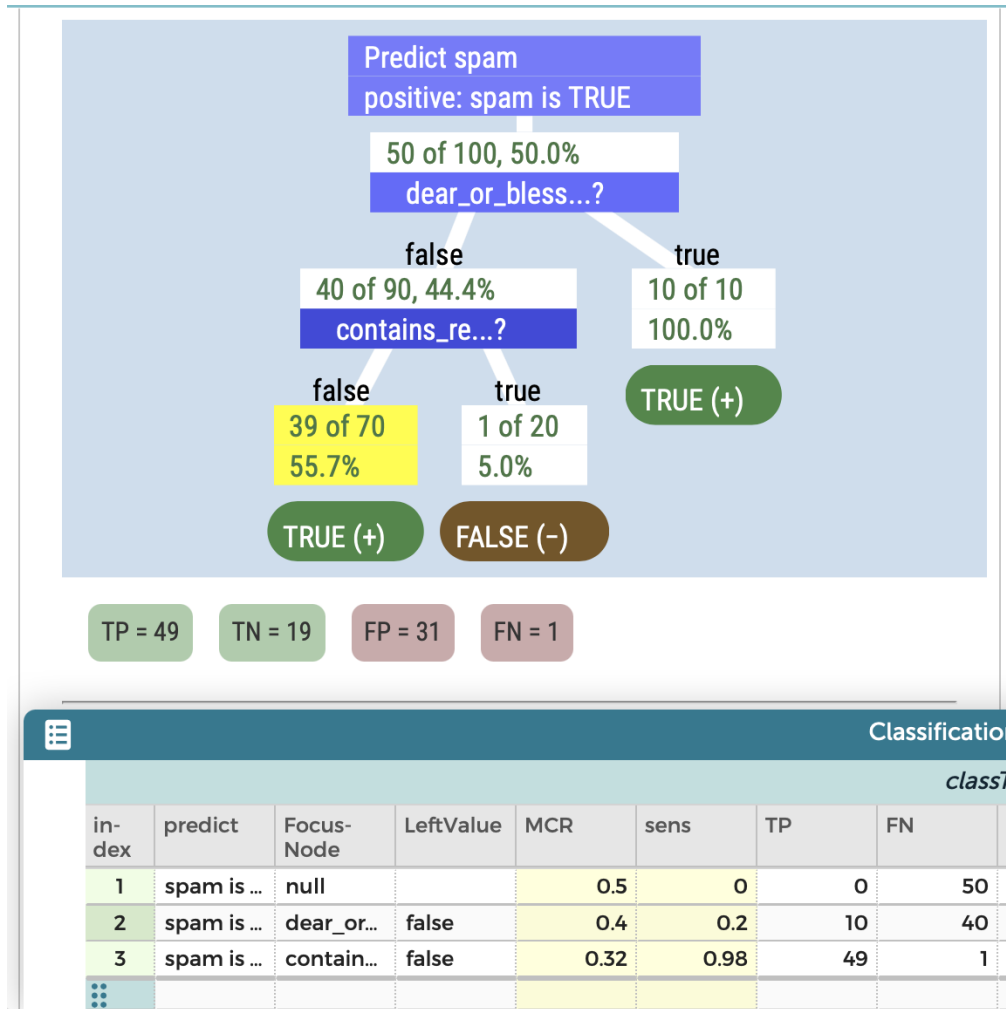 Predict spam
positive: spam is TRUE
50 of 100, 50.0%
dear_or_bless...?
false
true
40 of 90, 44.4%
10 of 10
contains_re...?
100.0%
false
true
TRUE (+)
39 of 70
1 of 20
55.7%
5.0%
TRUE (+)
FALSE (−)
TP = 49
TN = 19
FP = 31
FN = 1
Classificatio
class
in-dex predict Focus-Node LeftValue MCR sens TP FN
1 spam is ... null 0.5 0 0 50
2 spam is ... dear_or... false 0.4 0.2 10 40
3 spam is ... contain... false 0.32 0.98 49 1